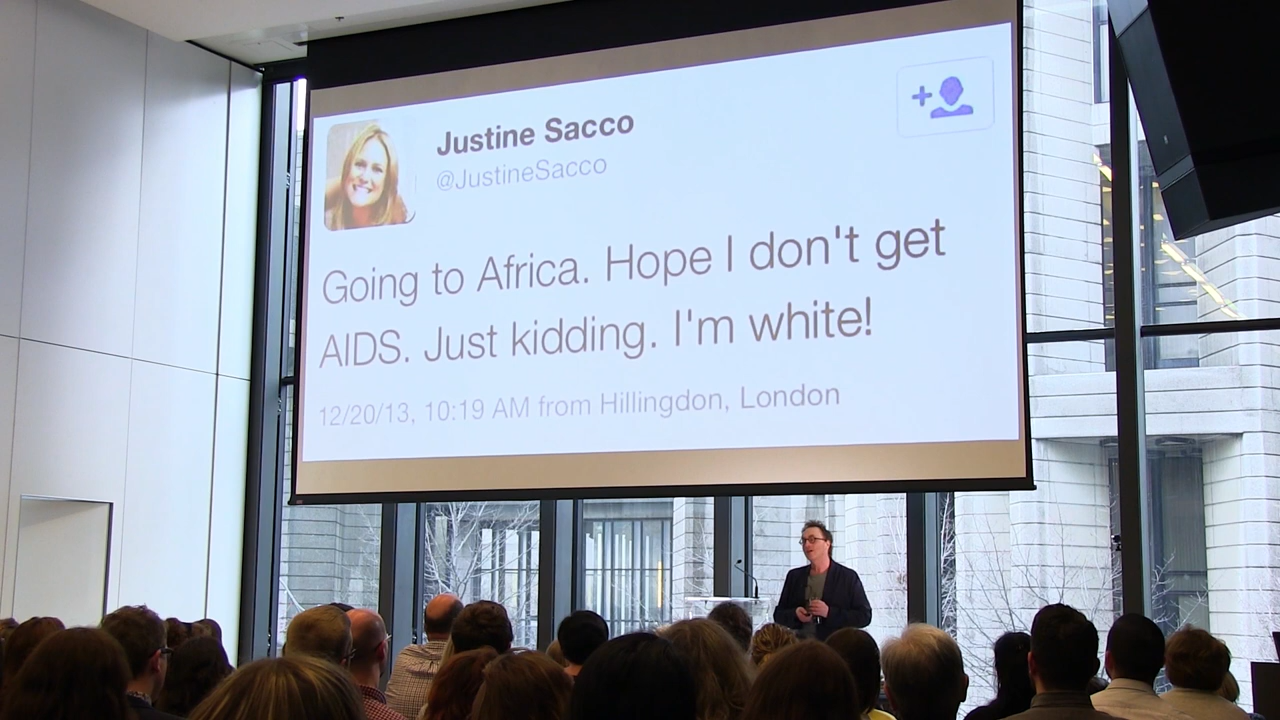 Justine Sacco
@JustineSacco
Going to Africa. Hope I don't get
AIDS. Just kidding. I'm white!
12/20/13, 10:19 AM from Hillingdon, London